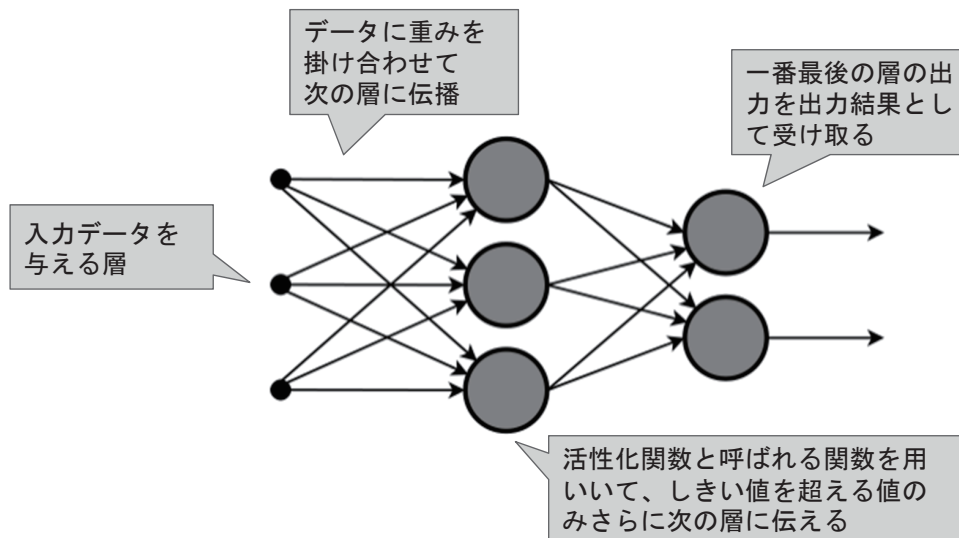 データに重みを
掛け合わせて
次の層に伝播
一番最後の層の出
力を出力結果とし
て受け取る
入力データを
与える層
活性化関数と呼ばれる関数を用
いいて、しきい値を超える値の
みさらに次の層に伝える